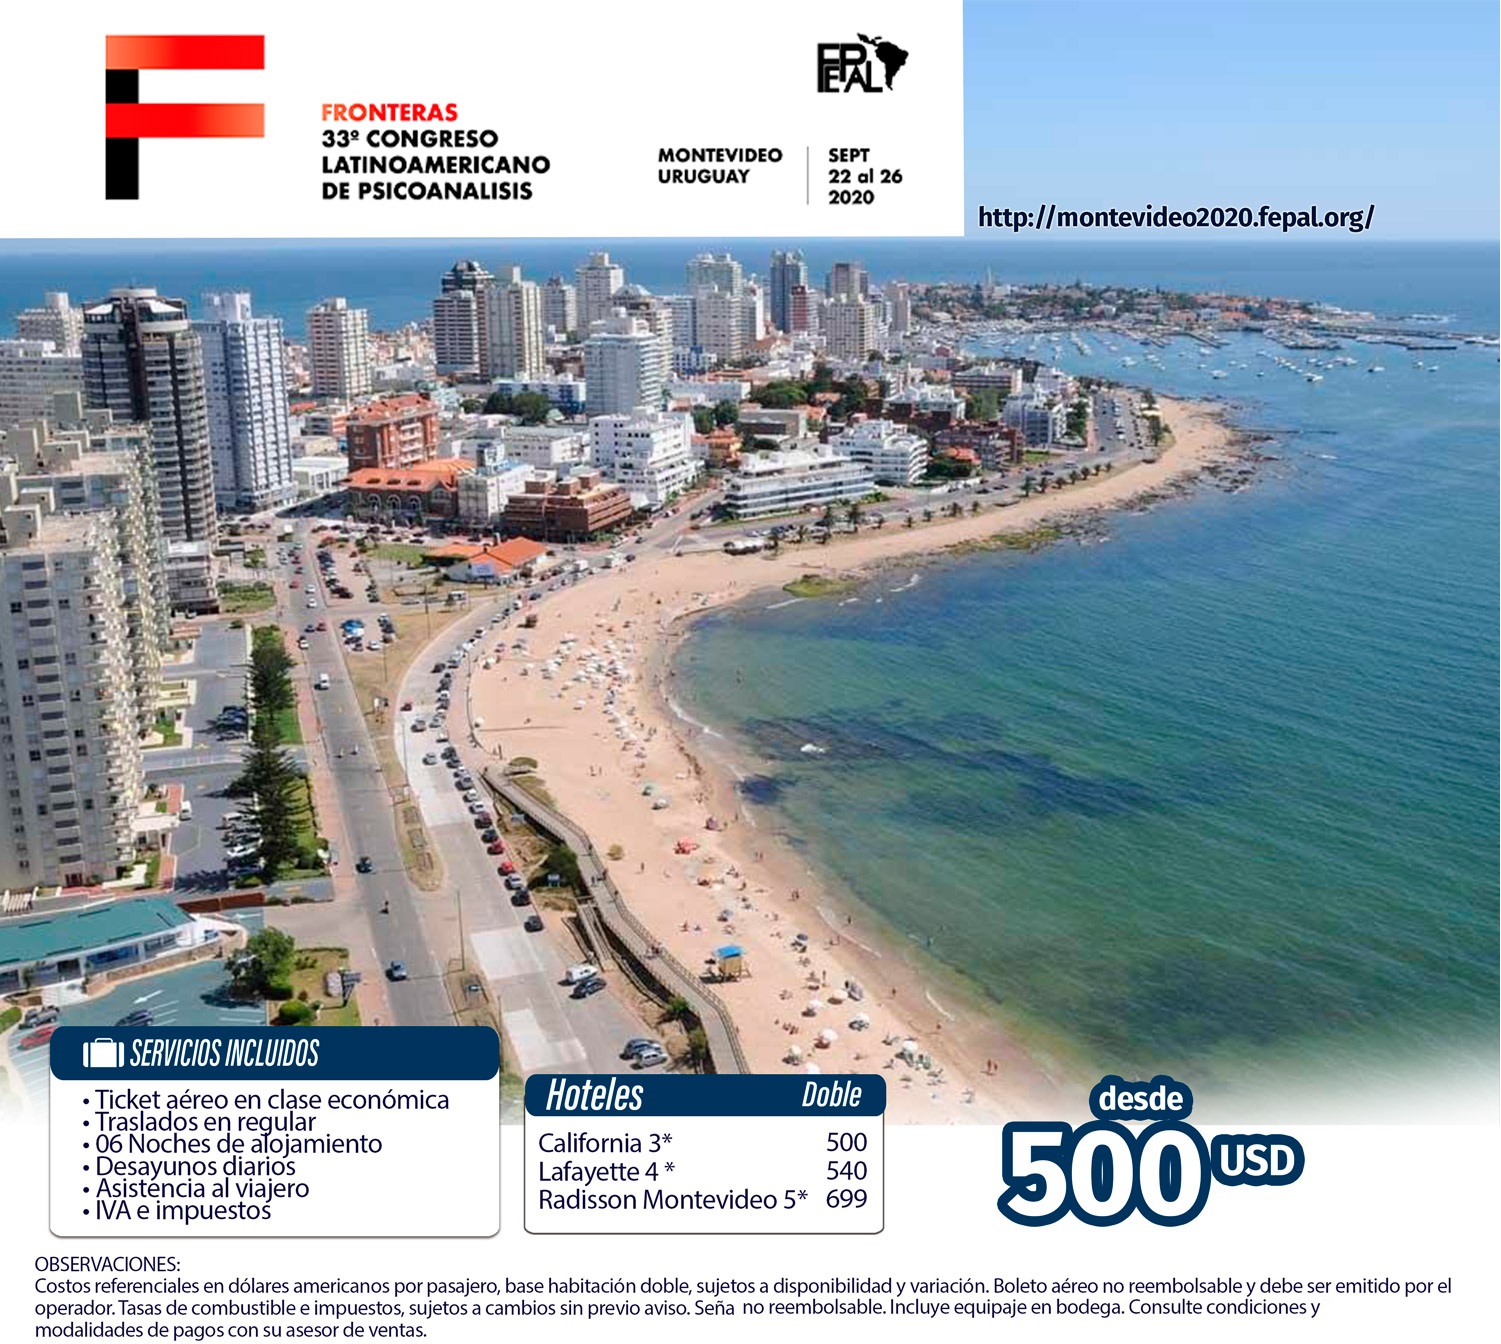 FEPAL
FRONTERAS
33º CONGRESO
LATINOAMERICANO
DE PSICOANALISIS
MONTEVIDEO
URUGUAY
SEPT
22 al 26
2020
http://montevideo2020.fepal.org/
SERVICIOS INCLUIDOS
• Ticket aéreo en clase económica
• Traslados en regular
• 06 Noches de alojamiento
• Desayunos diarios
• Asistencia al viajero
• IVA e impuestos
Hoteles Doble
California 3* 500
Lafayette 4 * 540
Radisson Montevideo 5* 699
desde
500 USD
OBSERVACIONES:
Costos referenciales en dólares americanos por pasajero, base habitación doble, sujetos a disponibilidad y variación. Boleto aéreo no reembolsable y debe ser emitido por el
operador. Tasas de combustible e impuestos, sujetos a cambios sin previo aviso. Seña no reembolsable. Incluye equipaje en bodega. Consulte condiciones y
modalidades de pagos con su asesor de ventas.